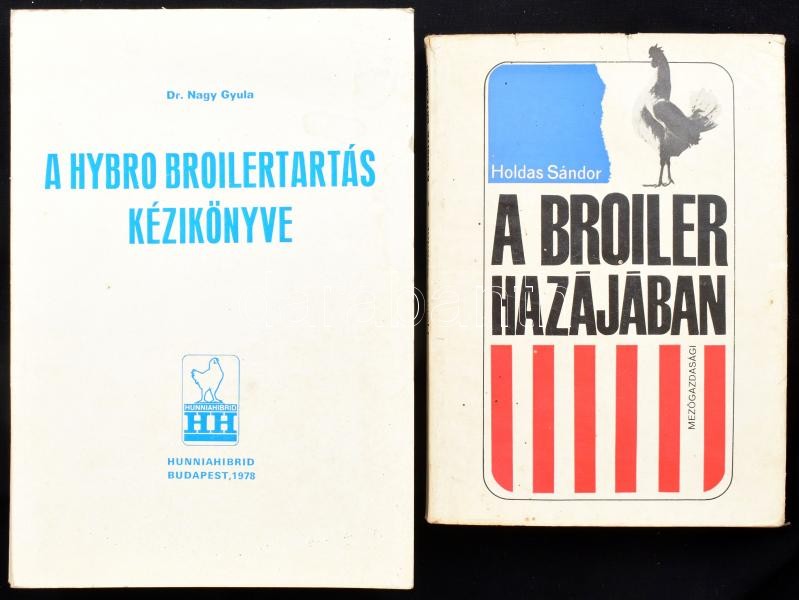 Dr. Nagy Gyula
A HYBRO BROILERTARTÁS
KÉZIKÖNYVE
HUNNIAHIBRID
HH
HUNNIAHIBRID
BUDAPEST, 1978
Holdas Sándor
A BROILER
HAZÁJÁBAN
MEZŐGAZDASÁGI